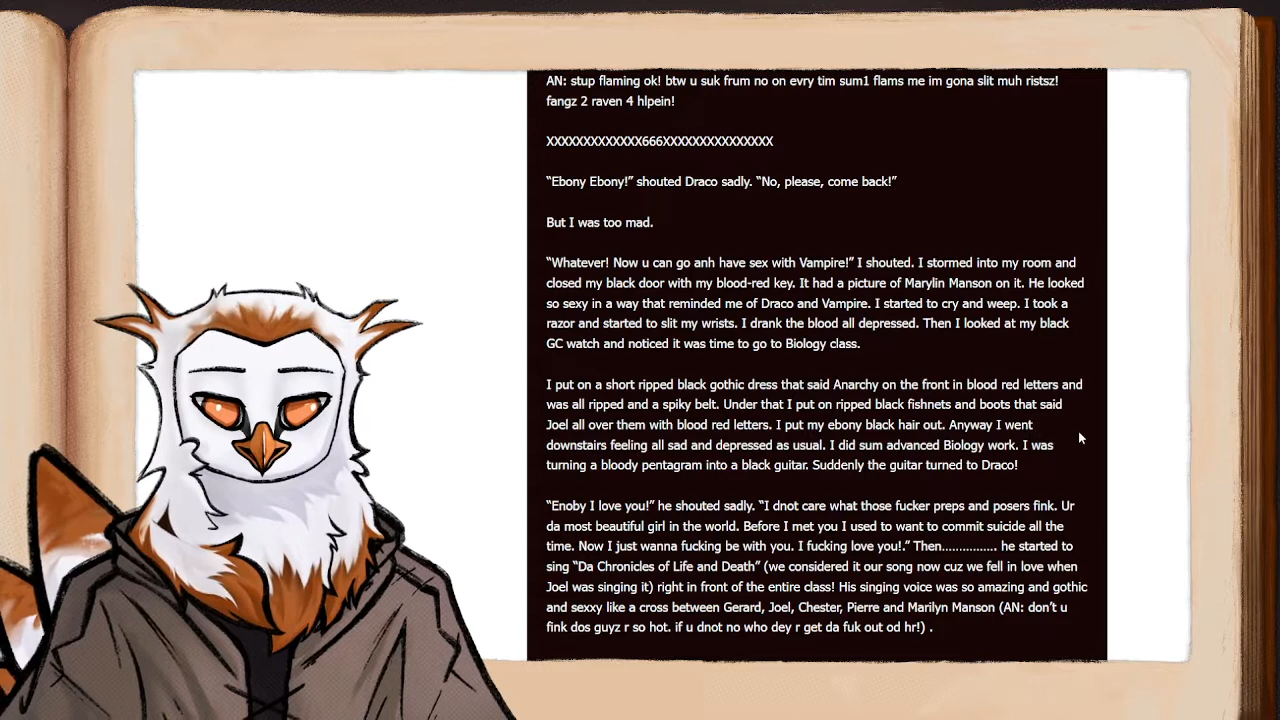 AN: stup flaming ok! btw u suk frum no on evry tim sum1 flams me im gona slit muh ristsz!
fangz 2 raven 4 hlpein!
XXXXXXXXXXXXX666XXXXXXXXXXXXXXX
“Ebony Ebony!” shouted Draco sadly. “No, please, come back!”
But I was too mad.
“Whatever! Now u can go anh have sex with Vampire!” I shouted. I stormed into my room and
closed my black door with my blood-red key. It had a picture of Marylin Manson on it. He looked
so sexy in a way that reminded me of Draco and Vampire. I started to cry and weep. I took a
razor and started to slit my wrists. I drank the blood all depressed. Then I looked at my black
GC watch and noticed it was time to go to Biology class.
I put on a short ripped black gothic dress that said Anarchy on the front in blood red letters and
was all ripped and a spiky belt. Under that I put on ripped black fishnets and boots that said
Joel all over them with blood red letters. I put my ebony black hair out. Anyway I went
downstairs feeling all sad and depressed as usual. I did sum advanced Biology work. I was
turning a bloody pentagram into a black guitar. Suddenly the guitar turned to Draco!
“Enoby I love you!” he shouted sadly. “I dnot care what those fucker preps and posers fink. Ur
da most beautiful girl in the world. Before I met you I used to want to commit suicide all the
time. Now I just wanna fucking be with you. I fucking love you!.” Then…………… he started to
sing “Da Chronicles of Life and Death” (we considered it our song now cuz we fell in love when
Joel was singing it) right in front of the entire class! His singing voice was so amazing and gothic
and sexxy like a cross between Gerard, Joel, Chester, Pierre and Marilyn Manson (AN: don’t u
fink dos guyz r so hot. if u dnot no who dey r get da fuk out od hr!) .